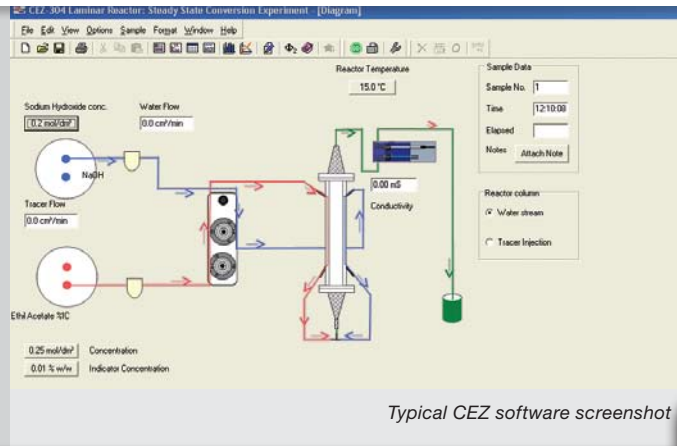 CEZ-304 Laminar Reactor: Steady State Conversion Experiment - [Diagram]
File Edit View Options Sample Format Window Help
Reactor Temperature
15.0 °C
Sample Data
Sample No. 1
Time 12:10:08
Elapsed
Notes Attach Note
Sodium Hydroxide conc.
0.2 mol/dm³
Water Flow
0.0 cm³/min
NaOH
Tracer Flow
0.0 cm³/min
0.00 mS
Conductivity
Reactor column
Water stream
Tracer Injection
Ethil Acetate %1C
0.25 mol/dm³ Concentration
0.01 % w/w Indicator Concentration
Typical CEZ software screenshot